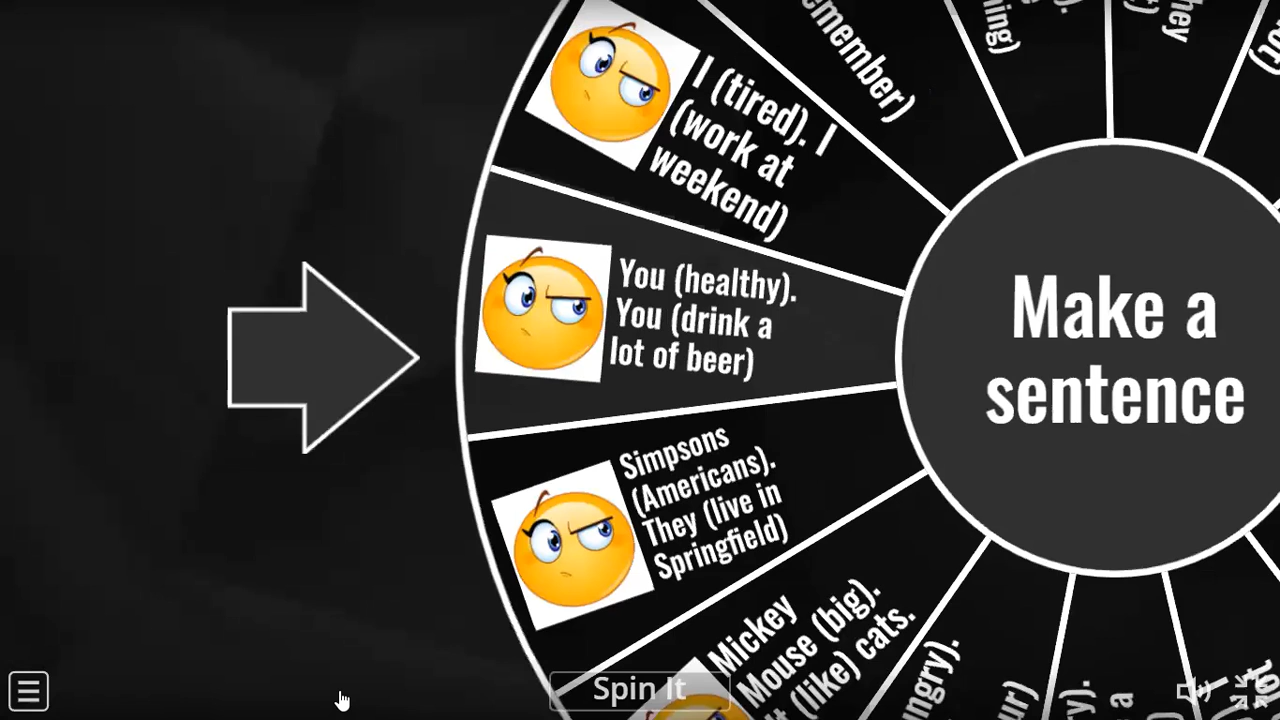 I (tired). I
(work at
weekend)
You (healthy).
You (drink a
lot of beer)
Simpsons
(Americans).
They (live in
Springfield)
Mickey
Mouse (big).
(like) cats.
Make a
sentence
Spin It